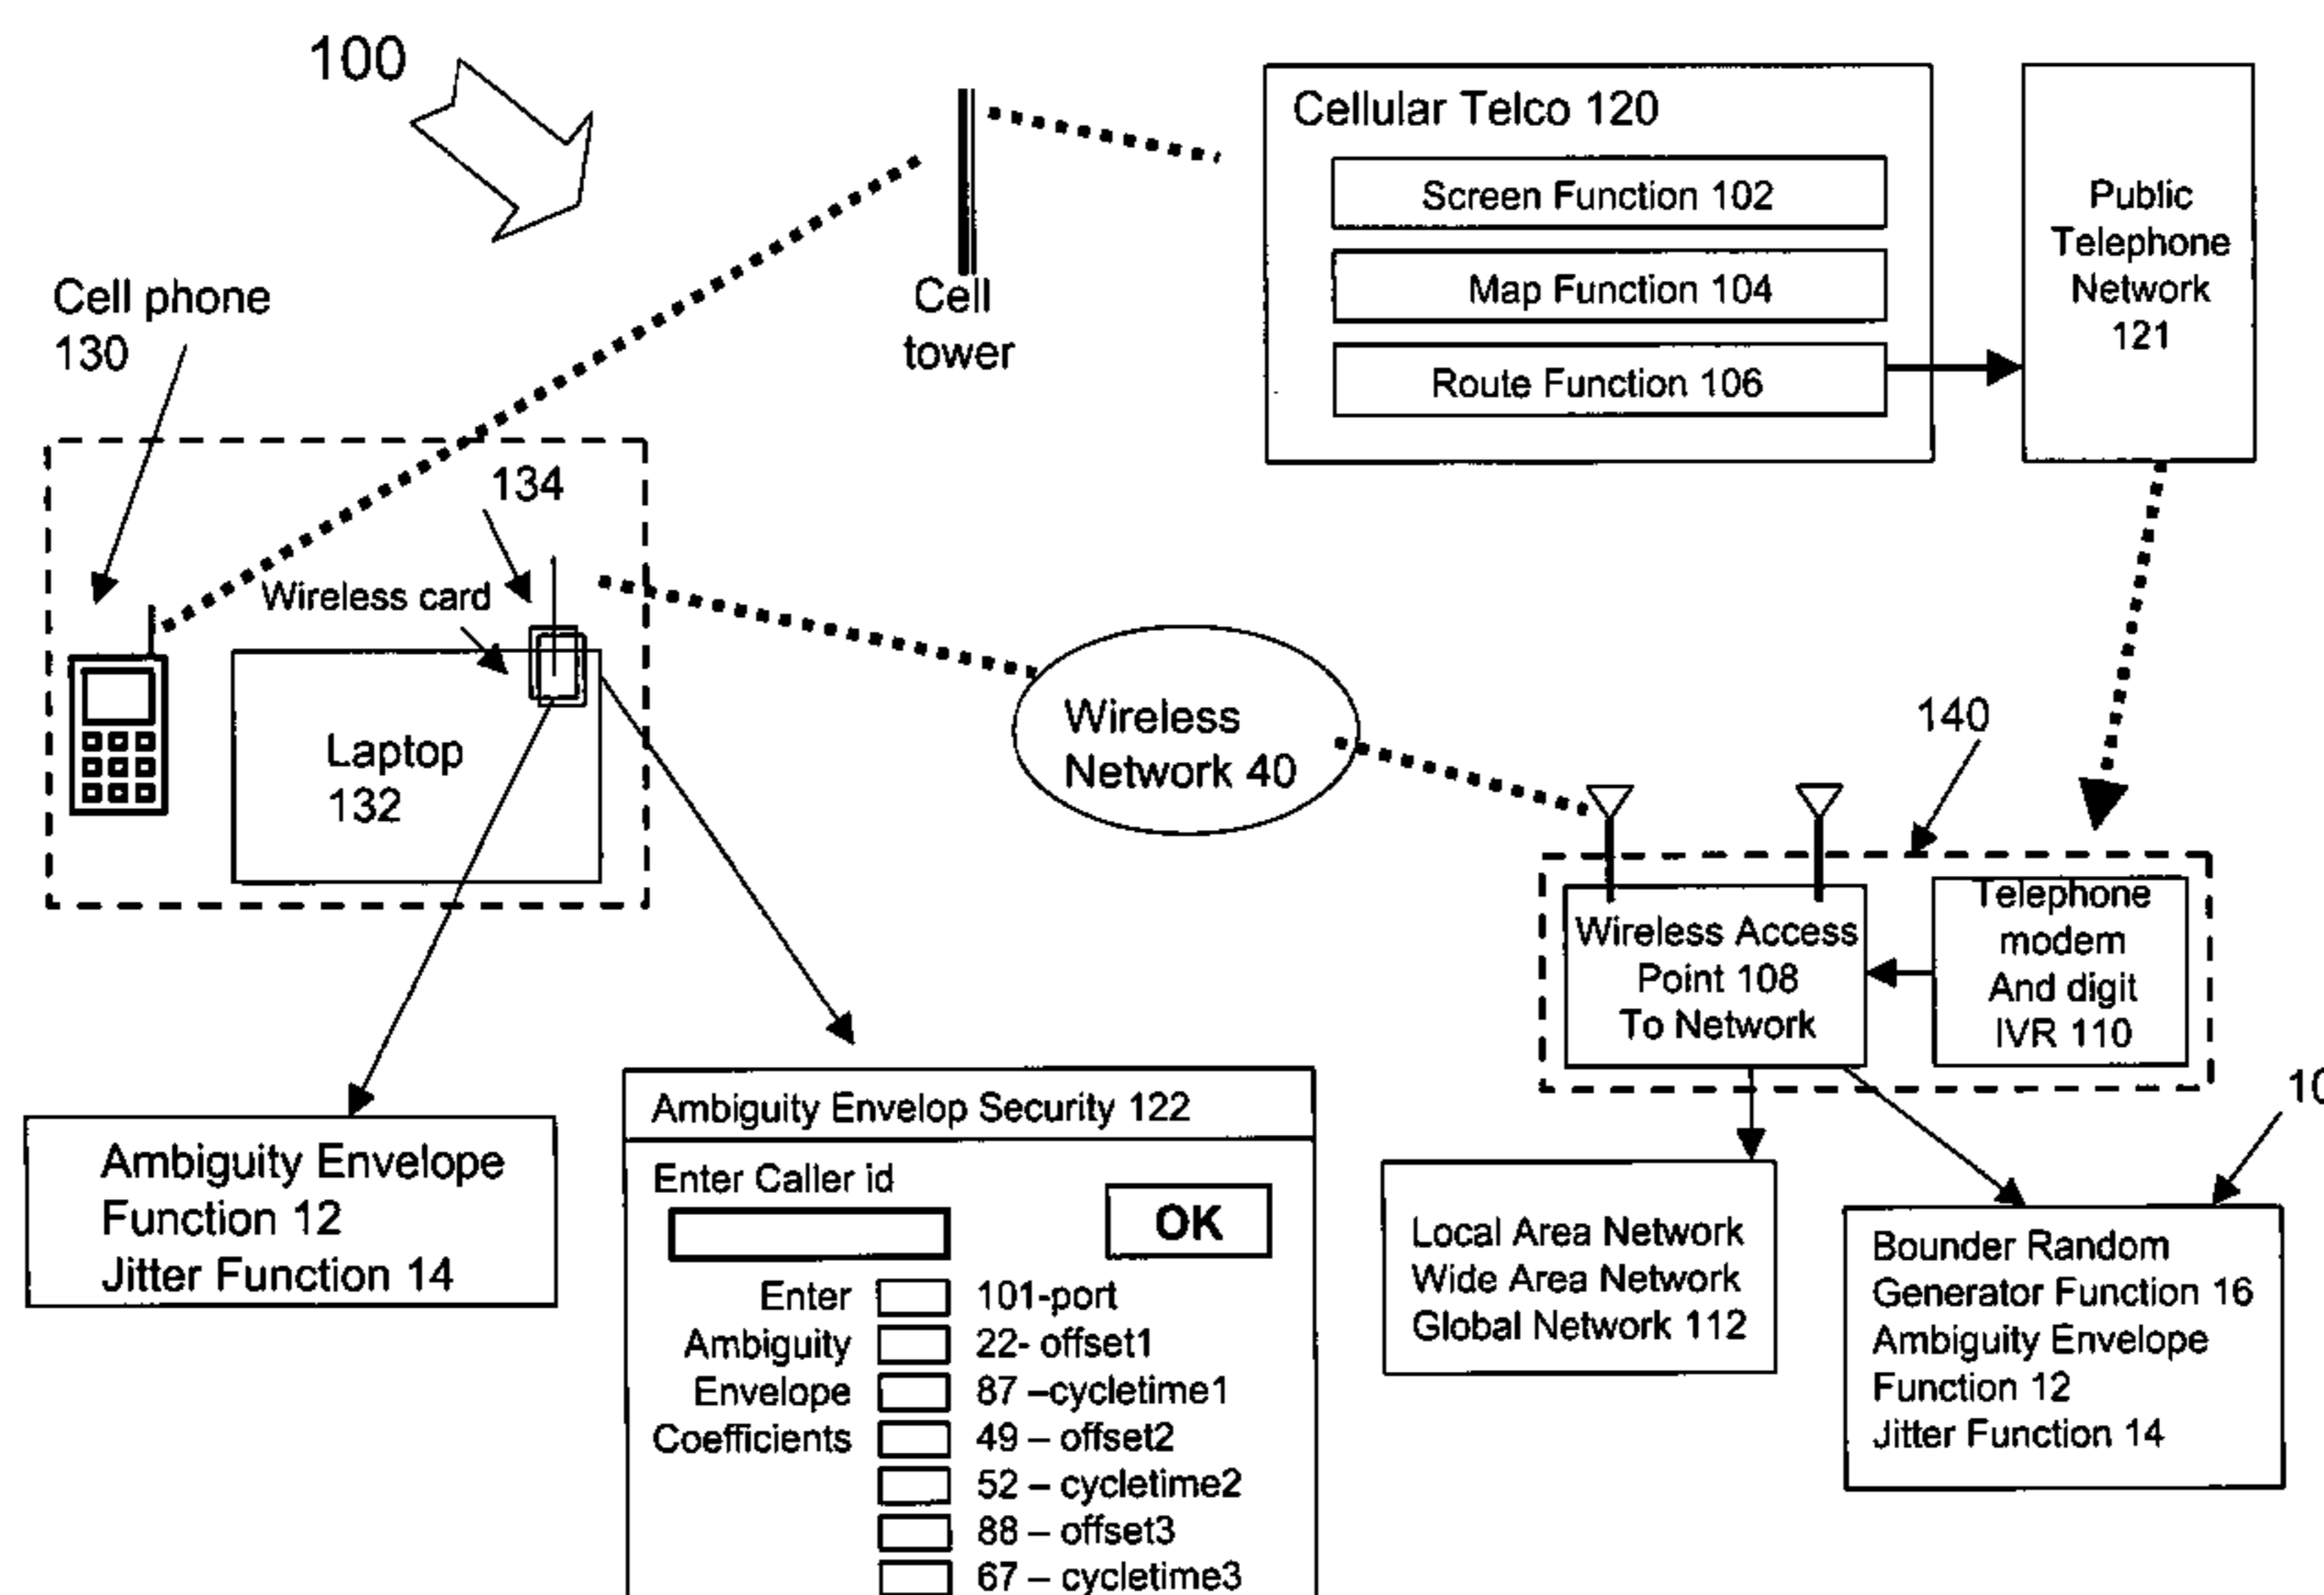 100
Cellular Telco 120
Screen Function 102
Map Function 104
Route Function 106
Public
Telephone
Network
121
Cell
tower
Cell phone
130
134
Wireless card
Laptop
132
Wireless
Network 40
140
Wireless Access
Point 108
To Network
Telephone
modem
And digit
IVR 110
10
Ambiguity Envelope
Function 12
Jitter Function 14
Ambiguity Envelop Security 122
Enter Caller id
OK
Enter 101-port
Ambiguity 22- offset1
Envelope 87 –cycletime1
Coefficients 49 – offset2
52 – cycletime2
88 – offset3
67 – cycletime3
Local Area Network
Wide Area Network
Global Network 112
Bounder Random
Generator Function 16
Ambiguity Envelope
Function 12
Jitter Function 14